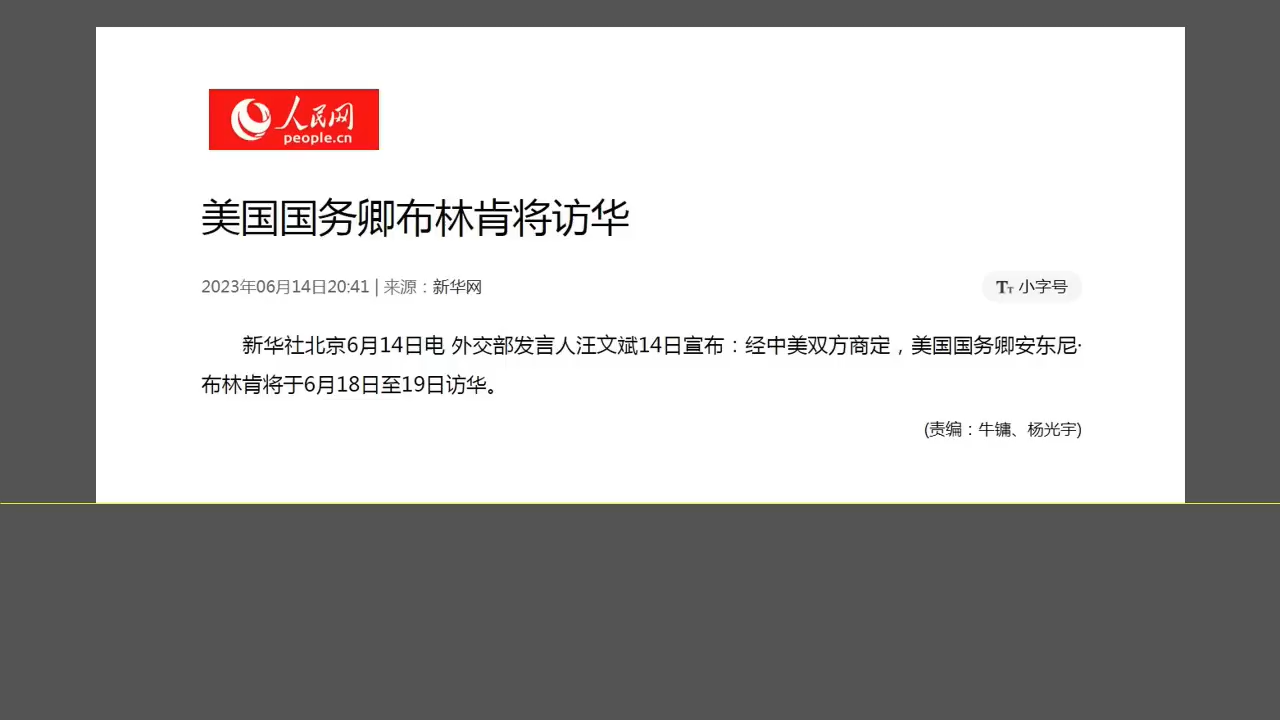 人民网
people.cn
美国国务卿布林肯将访华
2023年06月14日20:41 | 来源：新华网
TT 小字号
新华社北京6月14日电 外交部发言人汪文斌14日宣布：经中美双方商定，美国国务卿安东尼·
布林肯将于6月18日至19日访华。
(责编：牛镛、杨光宇)